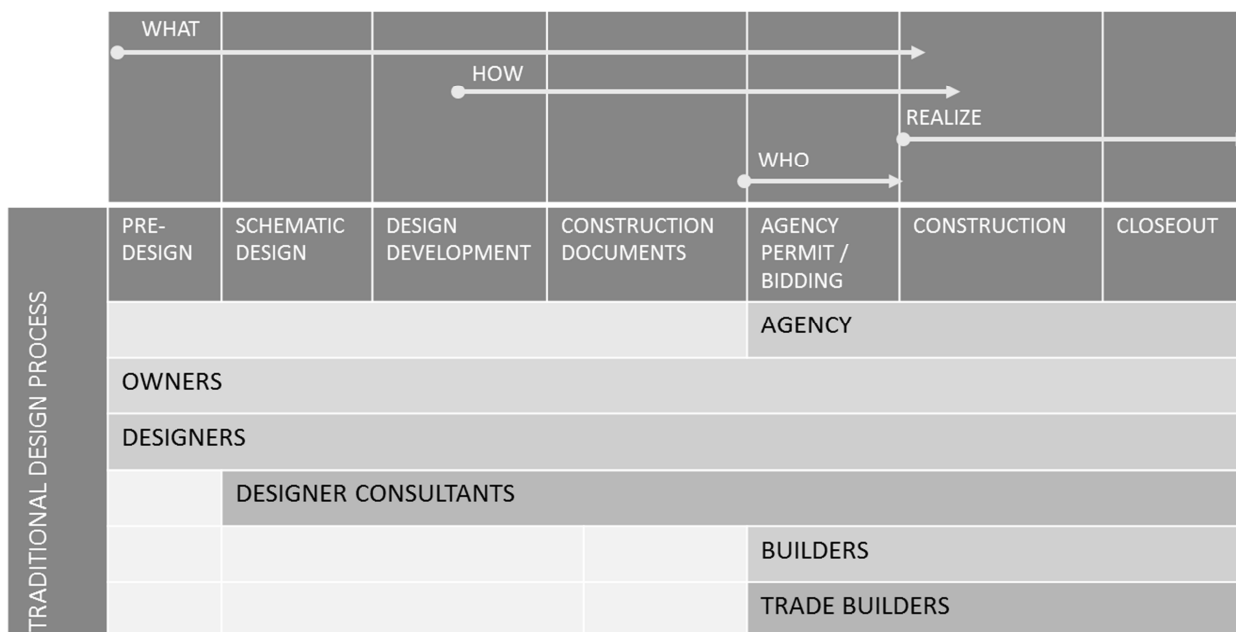 WHAT
HOW
REALIZE
WHO
PRE-
DESIGN
SCHEMATIC
DESIGN
DESIGN
DEVELOPMENT
CONSTRUCTION
DOCUMENTS
AGENCY
PERMIT /
BIDDING
CONSTRUCTION
CLOSEOUT
TRADITIONAL DESIGN PROCESS
AGENCY
OWNERS
DESIGNERS
DESIGNER CONSULTANTS
BUILDERS
TRADE BUILDERS